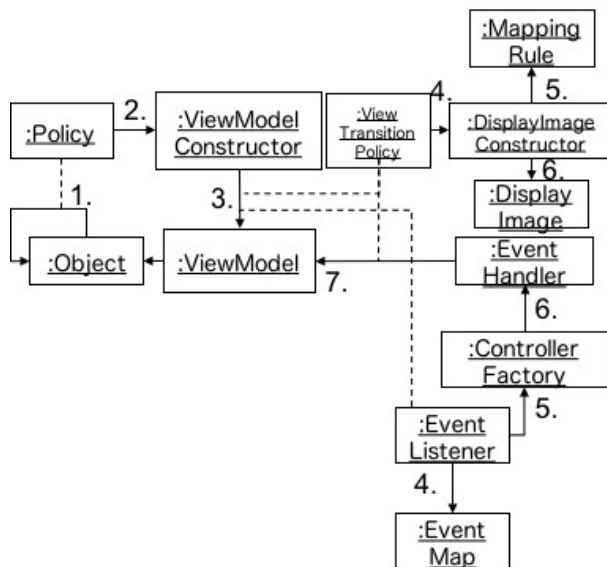 :Mapping
Rule
5.
4.
2.
:Policy
:ViewModel
Constructor
:View
Transition
Policy
:DisplayImage
Constructor
6.
1.
3.
:Display
Image
:Object
:ViewModel
7.
:Event
Handler
6.
:Controller
Factory
5.
:Event
Listener
4.
:Event
Map